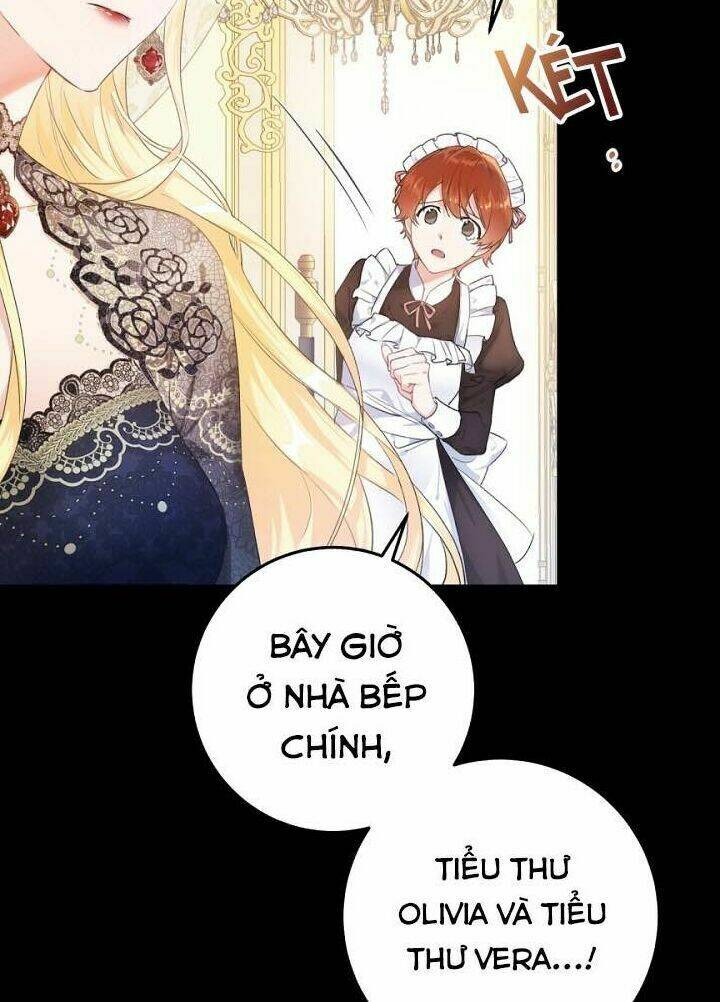 KÉT
BÂY GIỜ
Ở NHÀ BẾP
CHÍNH,
TIỂU THƯ
OLIVIA VÀ TIỂU
THƯ VERA...!